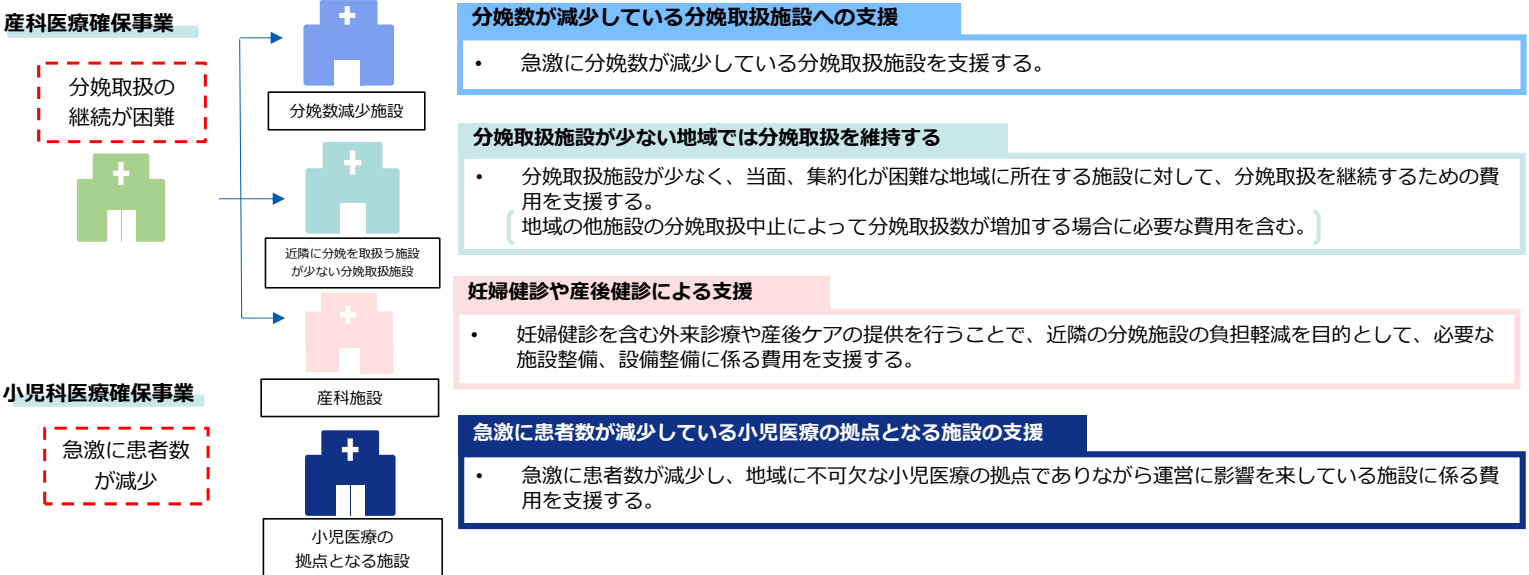 産科医療確保事業
分娩取扱の
継続が困難
分娩数減少施設
分娩数が減少している分娩取扱施設への支援
• 急激に分娩数が減少している分娩取扱施設を支援する。
近隣に分娩を取扱う施設
が少ない分娩取扱施設
分娩取扱施設が少ない地域では分娩取扱を維持する
• 分娩取扱施設が少なく、当面、集約化が困難な地域に所在する施設に対して、分娩取扱を継続するための費
用を支援する。
地域の他施設の分娩取扱中止によって分娩取扱数が増加する場合に必要な費用を含む。
産科施設
妊婦健診や産後健診による支援
• 妊婦健診を含む外来診療や産後ケアの提供を行うことで、近隣の分娩施設の負担軽減を目的として、必要な
施設整備、設備整備に係る費用を支援する。
小児科医療確保事業
急激に患者数
が減少
小児医療の
拠点となる施設
急激に患者数が減少している小児医療の拠点となる施設の支援
• 急激に患者数が減少し、地域に不可欠な小児医療の拠点でありながら運営に影響を来している施設に係る費
用を支援する。